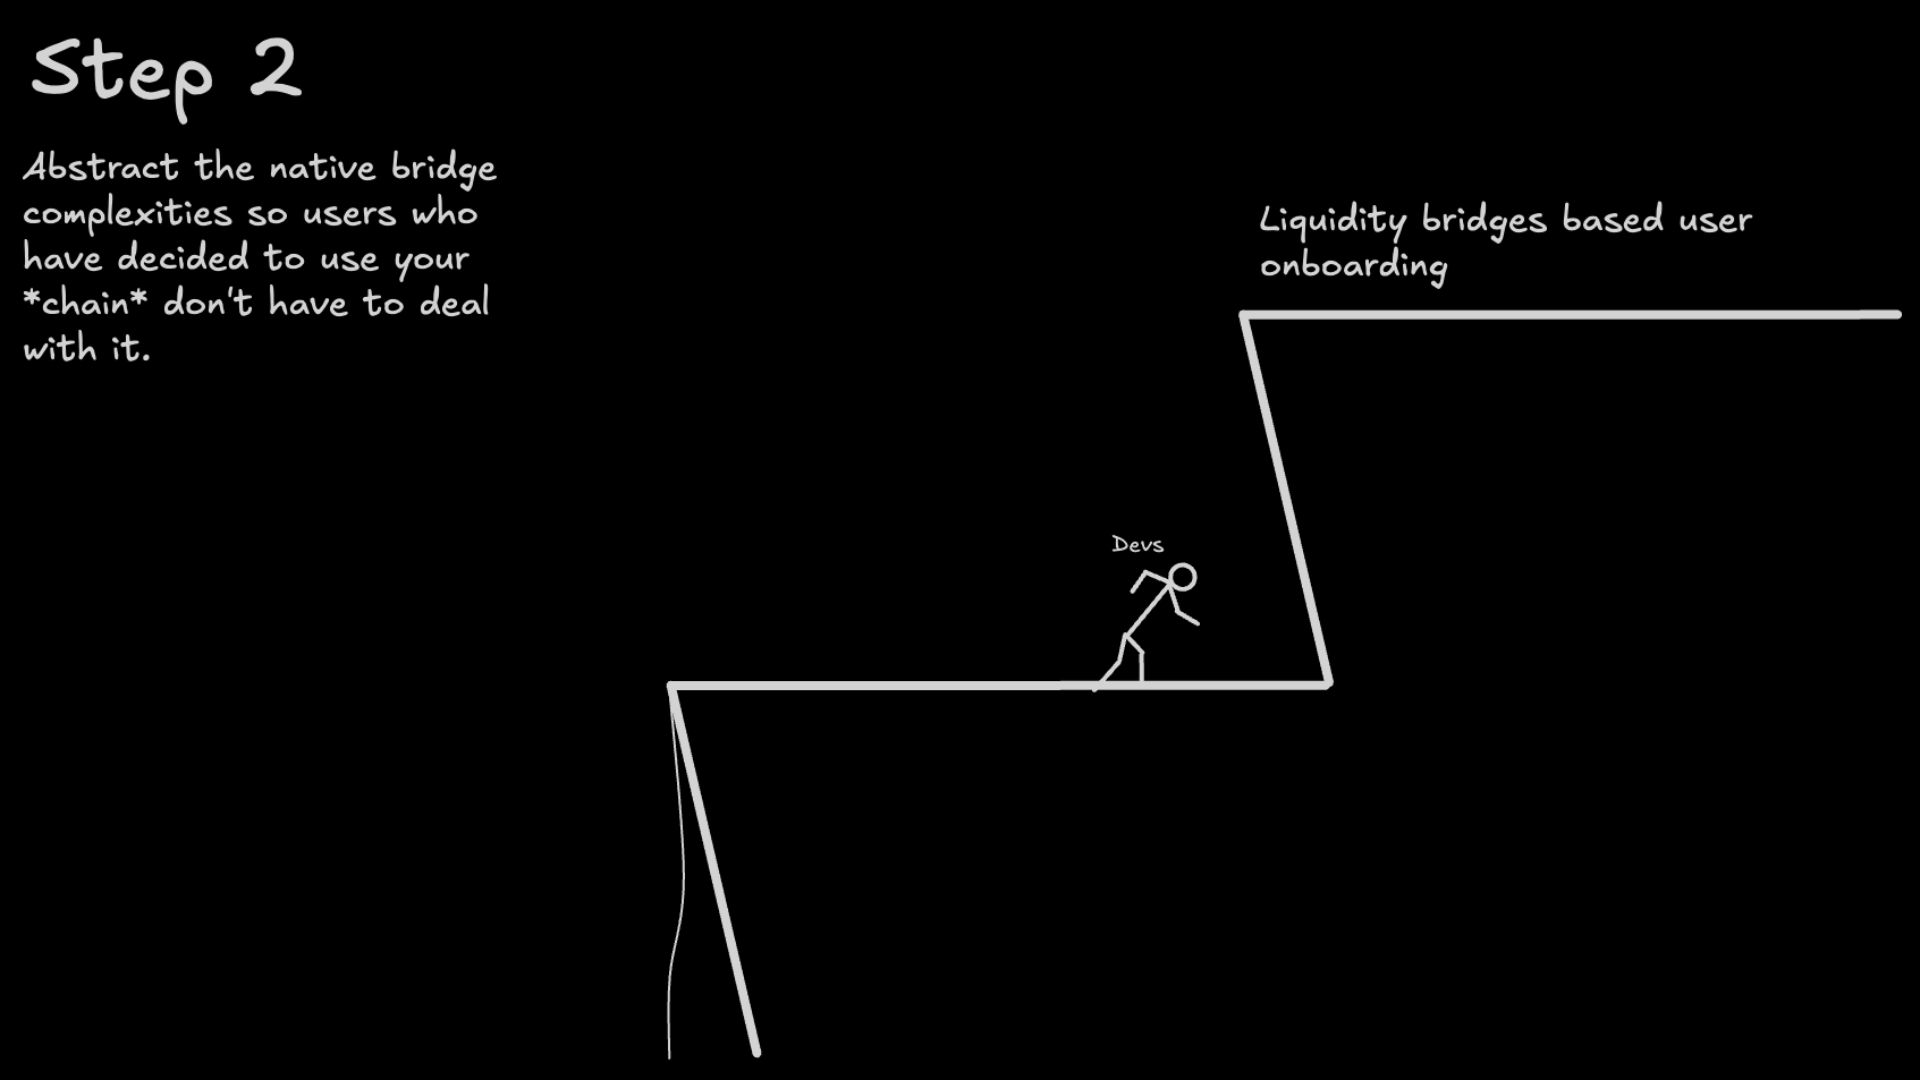 Step 2
Abstract the native bridge
complexities so users who
have decided to use your
*chain* don't have to deal
with it.
Liquidity bridges based user
onboarding
Devs